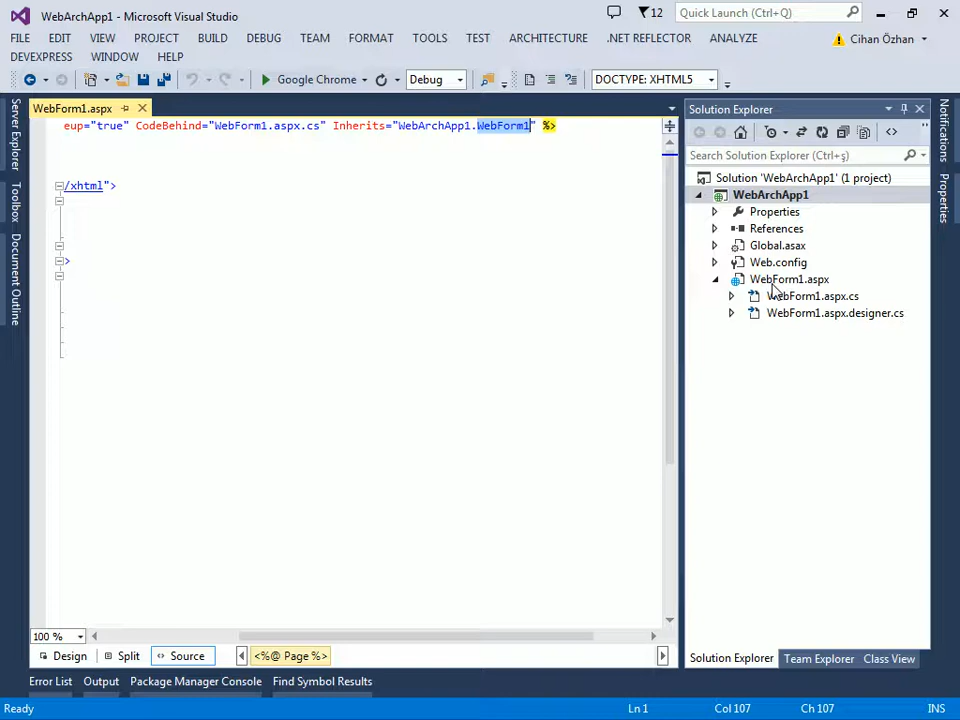 WebArchApp1 - Microsoft Visual Studio
12
Quick Launch (Ctrl+Q)
FILE EDIT VIEW PROJECT BUILD DEBUG TEAM FORMAT TOOLS TEST ARCHITECTURE .NET REFLECTOR ANALYZE
Cihan Özhan
DEVEXPRESS WINDOW HELP
Google Chrome
Debug
DOCTYPE: XHTML5
Server Explorer
Toolbox
Document Outline
WebForm1.aspx
eup="true" CodeBehind="WebForm1.aspx.cs" Inherits="WebArchApp1.WebForm1" %>
/xhtml">
>
100 %
Design
Split
Source
<%@ Page %>
Solution Explorer
Search Solution Explorer (Ctrl+ş)
Solution 'WebArchApp1' (1 project)
WebArchApp1
Properties
References
Global.asax
Web.config
WebForm1.aspx
WebForm1.aspx.cs
WebForm1.aspx.designer.cs
Solution Explorer Team Explorer Class View
Notifications
Properties
Error List Output Package Manager Console Find Symbol Results
Ready
Ln 1 Col 107 Ch 107 INS